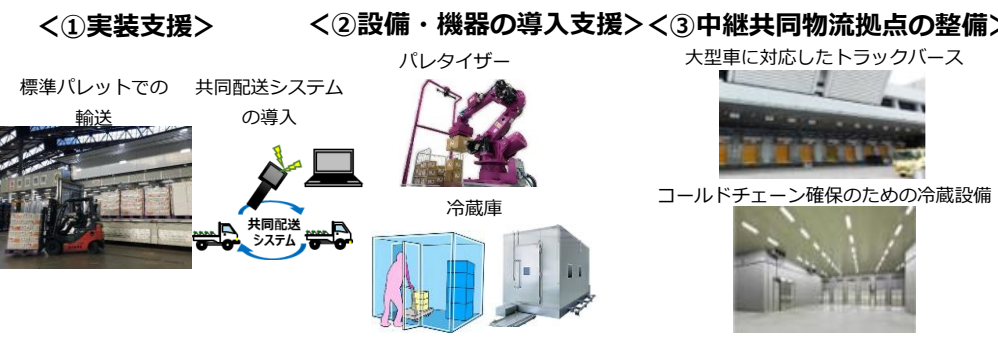 ＜①実装支援＞
標準パレットでの
輸送
共同配送システム
の導入
共同配送
システム
＜②設備・機器の導入支援＞
パレタイザー
冷蔵庫
＜③中継共同物流拠点の整備＞
大型車に対応したトラックバース
コールドチェーン確保のための冷蔵設備